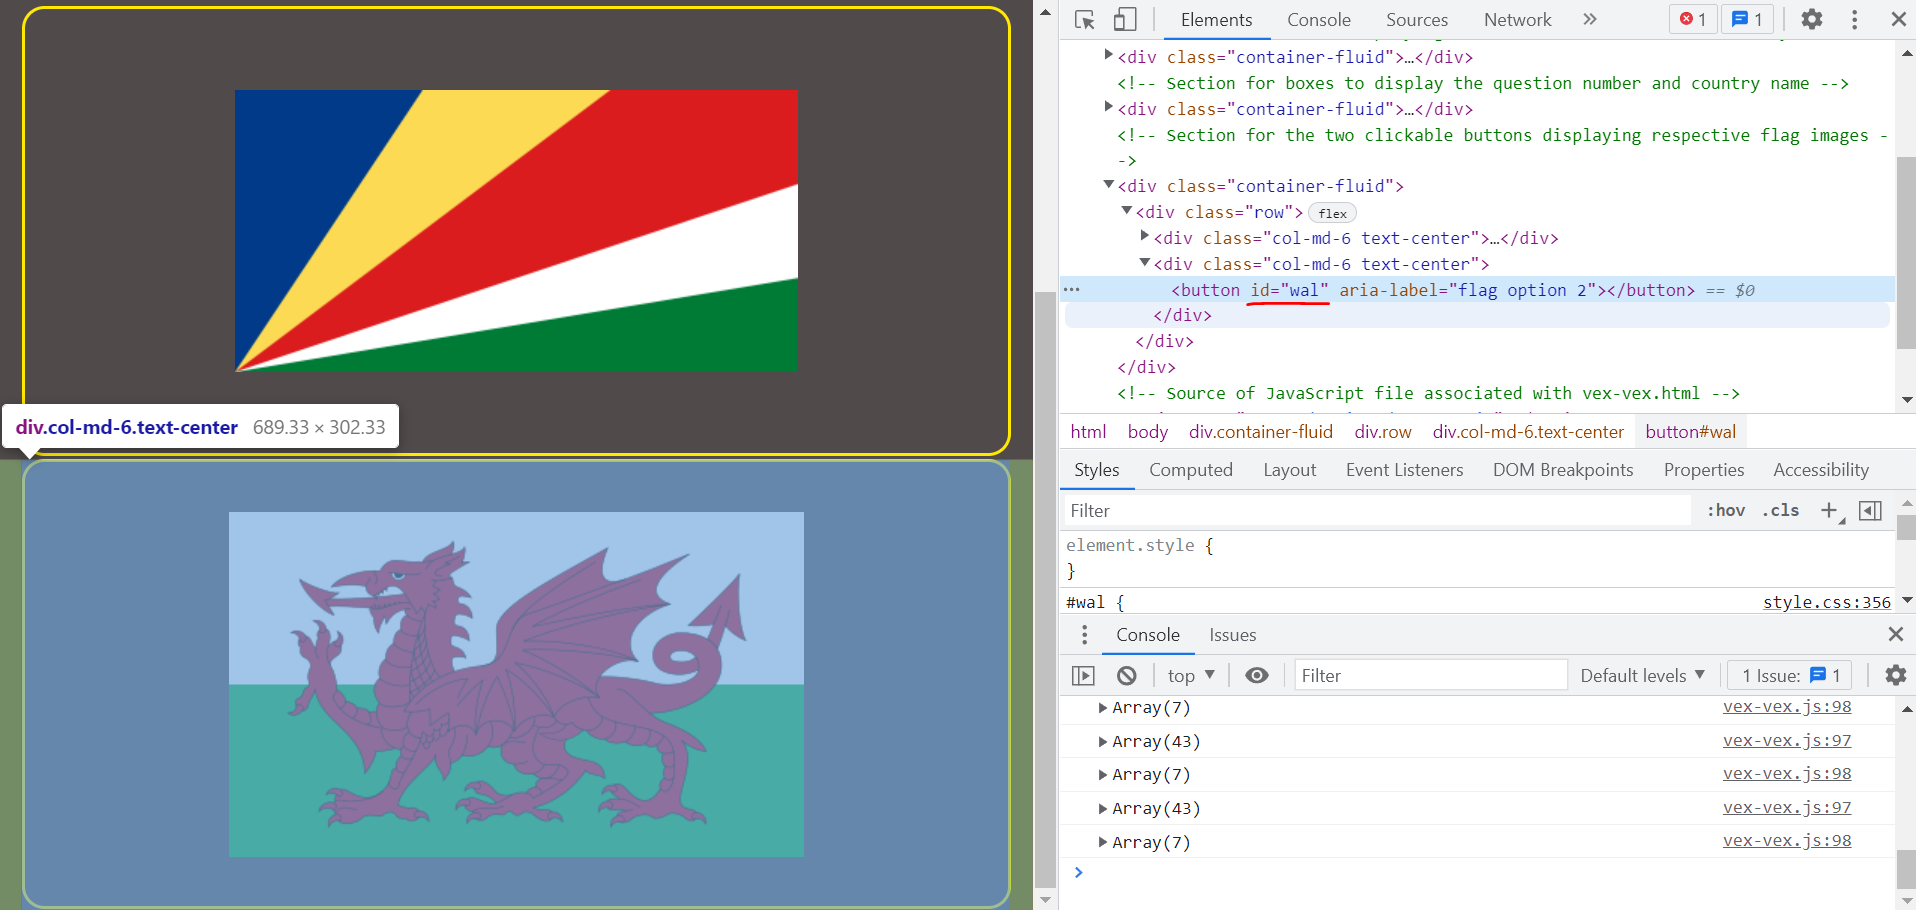 div.col-md-6.text-center 689.33 × 302.33
Elements Console Sources Network » 1 1
<div class="container-fluid">…</div>
<!-- Section for boxes to display the question number and country name -->
<div class="container-fluid">…</div>
<!-- Section for the two clickable buttons displaying respective flag images -
->
<div class="container-fluid">
<div class="row"> flex
<div class="col-md-6 text-center">…</div>
<div class="col-md-6 text-center">
<button id="wal" aria-label="flag option 2"></button> == $0
</div>
</div>
</div>
<!-- Source of JavaScript file associated with vex-vex.html -->
html body div.container-fluid div.row div.col-md-6.text-center button#wal
Styles Computed Layout Event Listeners DOM Breakpoints Properties Accessibility
Filter :hov .cls
element.style {
}
#wal { style.css:356
Console Issues
top Filter Default levels 1 Issue: 1
Array(7) vex-vex.js:98
Array(43) vex-vex.js:97
Array(7) vex-vex.js:98
Array(43) vex-vex.js:97
Array(7) vex-vex.js:98